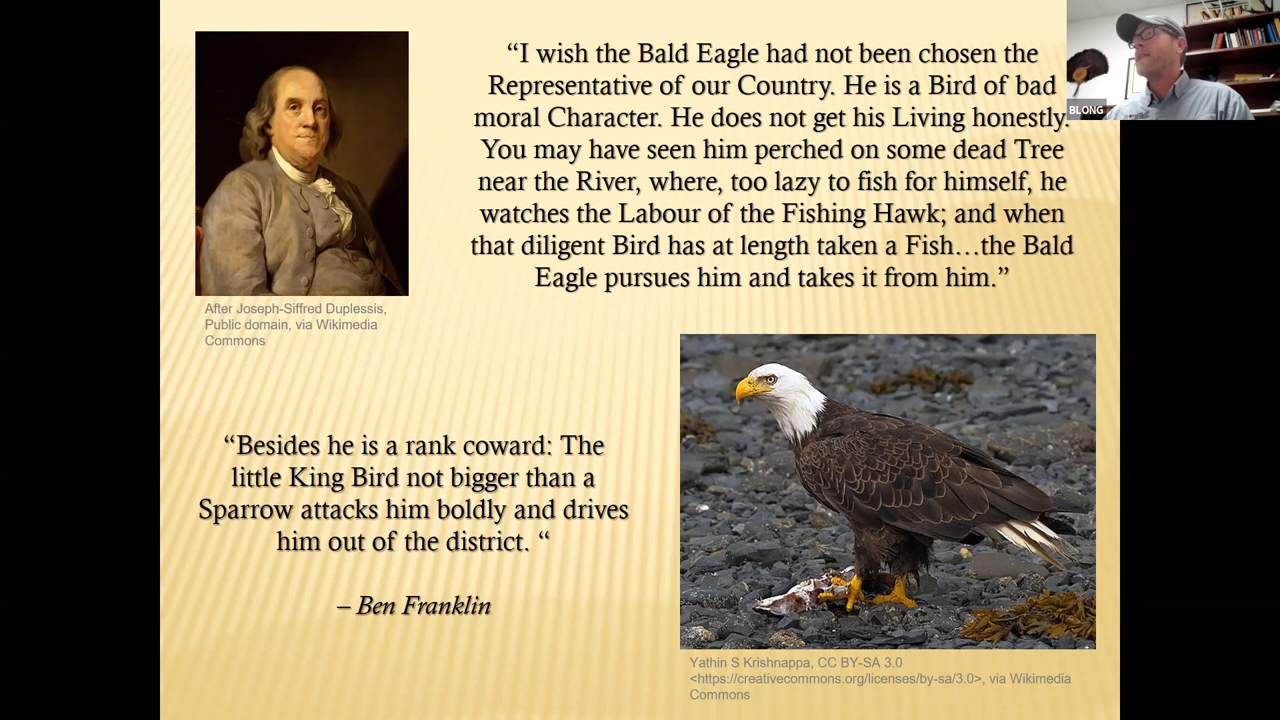 “I wish the Bald Eagle had not been chosen the
Representative of our Country. He is a Bird of bad
moral Character. He does not get his Living honestly.
You may have seen him perched on some dead Tree
near the River, where, too lazy to fish for himself, he
watches the Labour of the Fishing Hawk; and when
that diligent Bird has at length taken a Fish…the Bald
Eagle pursues him and takes it from him.”
BLONG
After Joseph-Siffred Duplessis,
Public domain, via Wikimedia
Commons
“Besides he is a rank coward: The
little King Bird not bigger than a
Sparrow attacks him boldly and drives
him out of the district. “
– Ben Franklin
Yathin S Krishnappa, CC BY-SA 3.0
<https://creativecommons.org/licenses/by-sa/3.0>, via Wikimedia
Commons